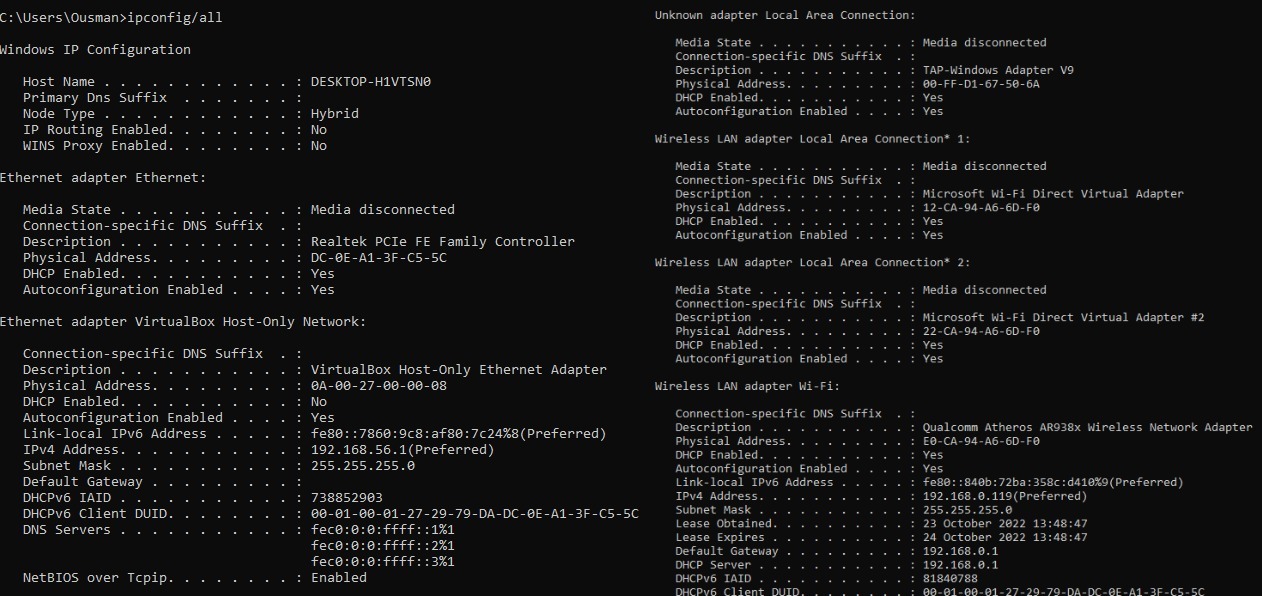 C:\Users\Ousman>ipconfig/all
Windows IP Configuration
Host Name . . . . . . . . . . . . : DESKTOP-H1VTSN0
Primary Dns Suffix  . . . . . . . :
Node Type . . . . . . . . . . . . : Hybrid
IP Routing Enabled. . . . . . . . : No
WINS Proxy Enabled. . . . . . . . : No
Ethernet adapter Ethernet:
Media State . . . . . . . . . . . : Media disconnected
Connection-specific DNS Suffix  . :
Description . . . . . . . . . . . : Realtek PCIe FE Family Controller
Physical Address. . . . . . . . . : DC-0E-A1-3F-C5-5C
DHCP Enabled. . . . . . . . . . . : Yes
Autoconfiguration Enabled . . . . : Yes
Ethernet adapter VirtualBox Host-Only Network:
Connection-specific DNS Suffix  . :
Description . . . . . . . . . . . : VirtualBox Host-Only Ethernet Adapter
Physical Address. . . . . . . . . : 0A-00-27-00-00-08
DHCP Enabled. . . . . . . . . . . : No
Autoconfiguration Enabled . . . . : Yes
Link-local IPv6 Address . . . . . : fe80::7860:9c8:af80:7c24%8(Preferred)
IPv4 Address. . . . . . . . . . . : 192.168.56.1(Preferred)
Subnet Mask . . . . . . . . . . . : 255.255.255.0
Default Gateway . . . . . . . . . :
DHCPv6 IAID . . . . . . . . . . . : 738852903
DHCPv6 Client DUID. . . . . . . . : 00-01-00-01-27-29-79-DA-DC-0E-A1-3F-C5-5C
DNS Servers . . . . . . . . . . . : fec0:0:0:ffff::1%1
fec0:0:0:ffff::2%1
fec0:0:0:ffff::3%1
NetBIOS over Tcpip. . . . . . . . : Enabled
Unknown adapter Local Area Connection:
Media State . . . . . . . . . . . : Media disconnected
Connection-specific DNS Suffix  . :
Description . . . . . . . . . . . : TAP-Windows Adapter V9
Physical Address. . . . . . . . . : 00-FF-D1-67-50-6A
DHCP Enabled. . . . . . . . . . . : Yes
Autoconfiguration Enabled . . . . : Yes
Wireless LAN adapter Local Area Connection* 1:
Media State . . . . . . . . . . . : Media disconnected
Connection-specific DNS Suffix  . :
Description . . . . . . . . . . . : Microsoft Wi-Fi Direct Virtual Adapter
Physical Address. . . . . . . . . : 12-CA-94-A6-6D-F0
DHCP Enabled. . . . . . . . . . . : Yes
Autoconfiguration Enabled . . . . : Yes
Wireless LAN adapter Local Area Connection* 2:
Media State . . . . . . . . . . . : Media disconnected
Connection-specific DNS Suffix  . :
Description . . . . . . . . . . . : Microsoft Wi-Fi Direct Virtual Adapter #2
Physical Address. . . . . . . . . : 22-CA-94-A6-6D-F0
DHCP Enabled. . . . . . . . . . . : Yes
Autoconfiguration Enabled . . . . : Yes
Wireless LAN adapter Wi-Fi:
Connection-specific DNS Suffix  . :
Description . . . . . . . . . . . : Qualcomm Atheros AR938x Wireless Network Adapter
Physical Address. . . . . . . . . : E0-CA-94-A6-6D-F0
DHCP Enabled. . . . . . . . . . . : Yes
Autoconfiguration Enabled . . . . : Yes
Link-local IPv6 Address . . . . . : fe80::840b:72ba:358c:d410%9(Preferred)
IPv4 Address. . . . . . . . . . . : 192.168.0.119(Preferred)
Subnet Mask . . . . . . . . . . . : 255.255.255.0
Lease Obtained. . . . . . . . . . : 23 October 2022 13:48:47
Lease Expires . . . . . . . . . . : 24 October 2022 13:48:47
Default Gateway . . . . . . . . . : 192.168.0.1
DHCP Server . . . . . . . . . . . : 192.168.0.1
DHCPv6 IAID . . . . . . . . . . . : 81840788
DHCPv6 Client DUID. . . . . . . . : 00-01-00-01-27-29-79-DA-DC-0E-A1-3F-C5-5C